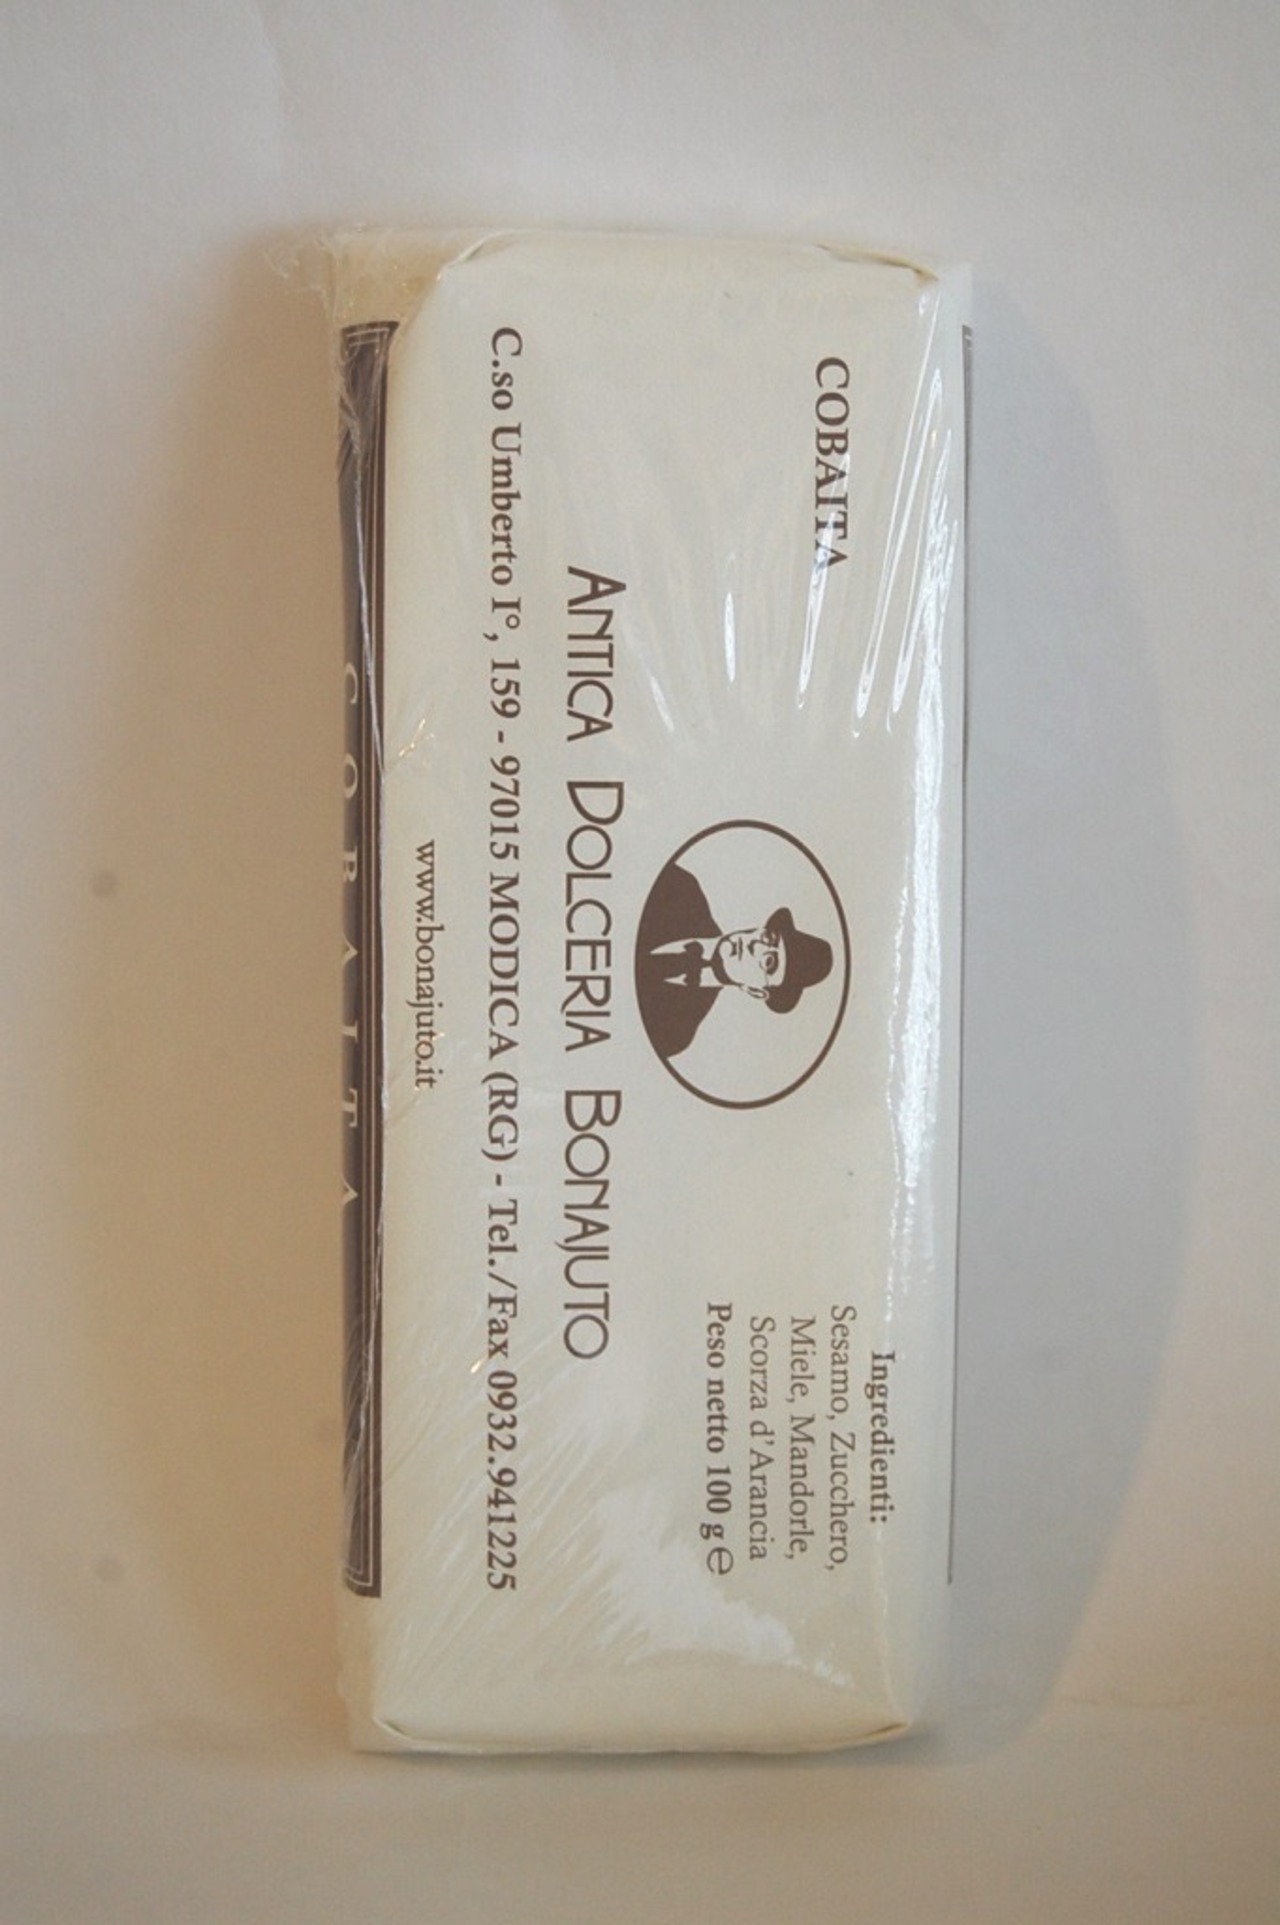 COBAITA
Ingredienti:
Sesamo, Zucchero,
Miele, Mandorle,
Scorza d'Arancia
Peso netto 100 g ℮
ANTICA DOLCERIA BONAJUTO
C.so Umberto I°, 159 - 97015 MODICA (RG) - Tel./Fax 0932.941225
www.bonajuto.it
COBAITA